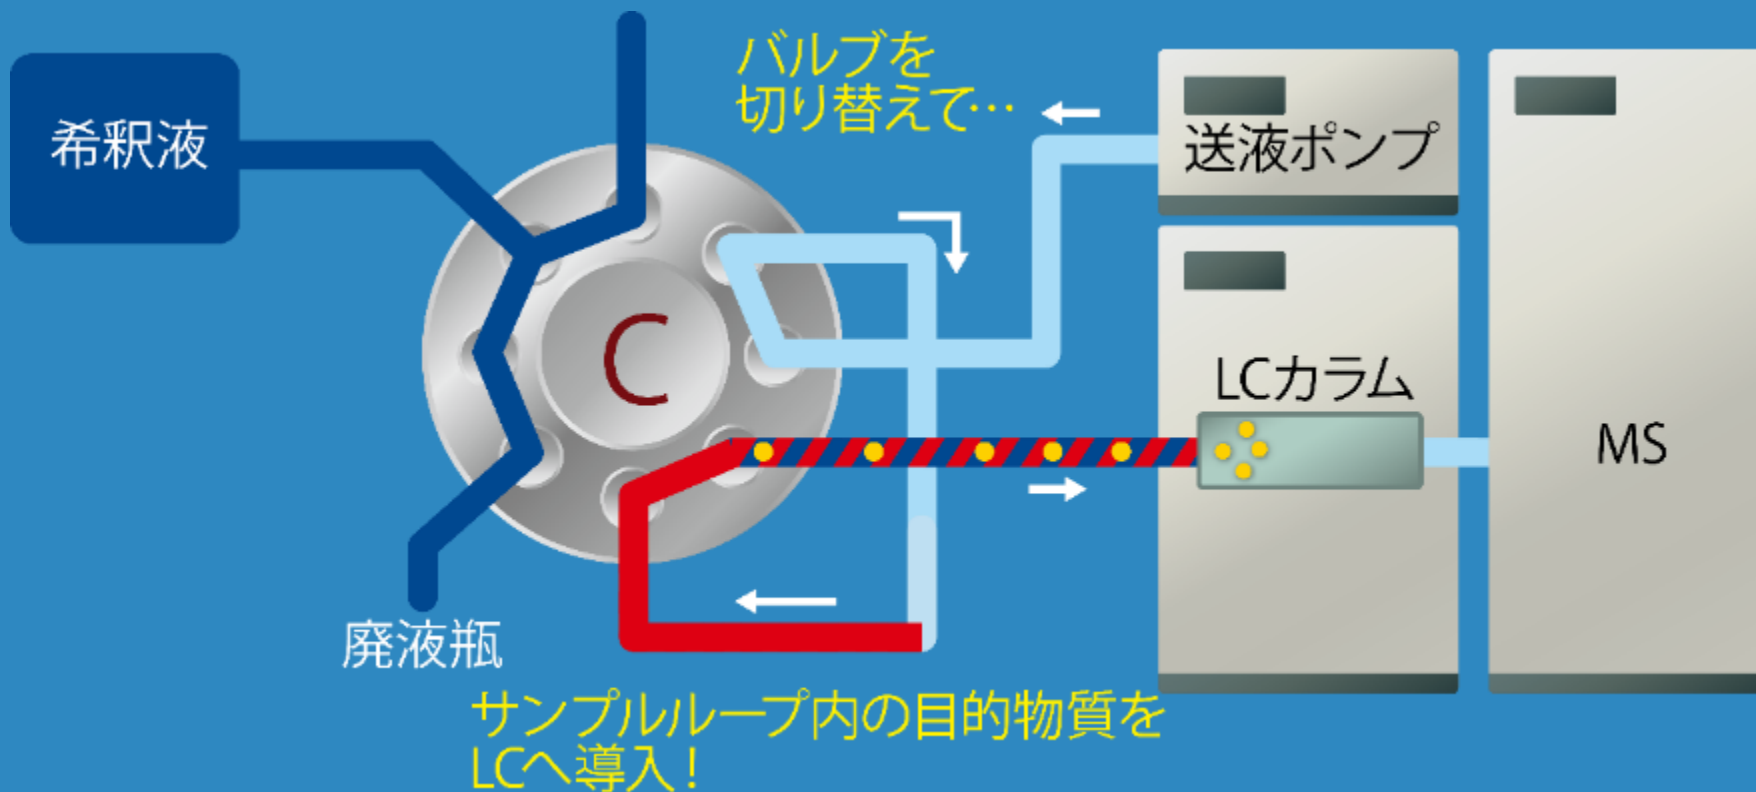 バルブを
切り替えて…
希釈液
送液ポンプ
C
LCカラム
MS
廃液瓶
サンプルループ内の目的物質を
LCへ導入！